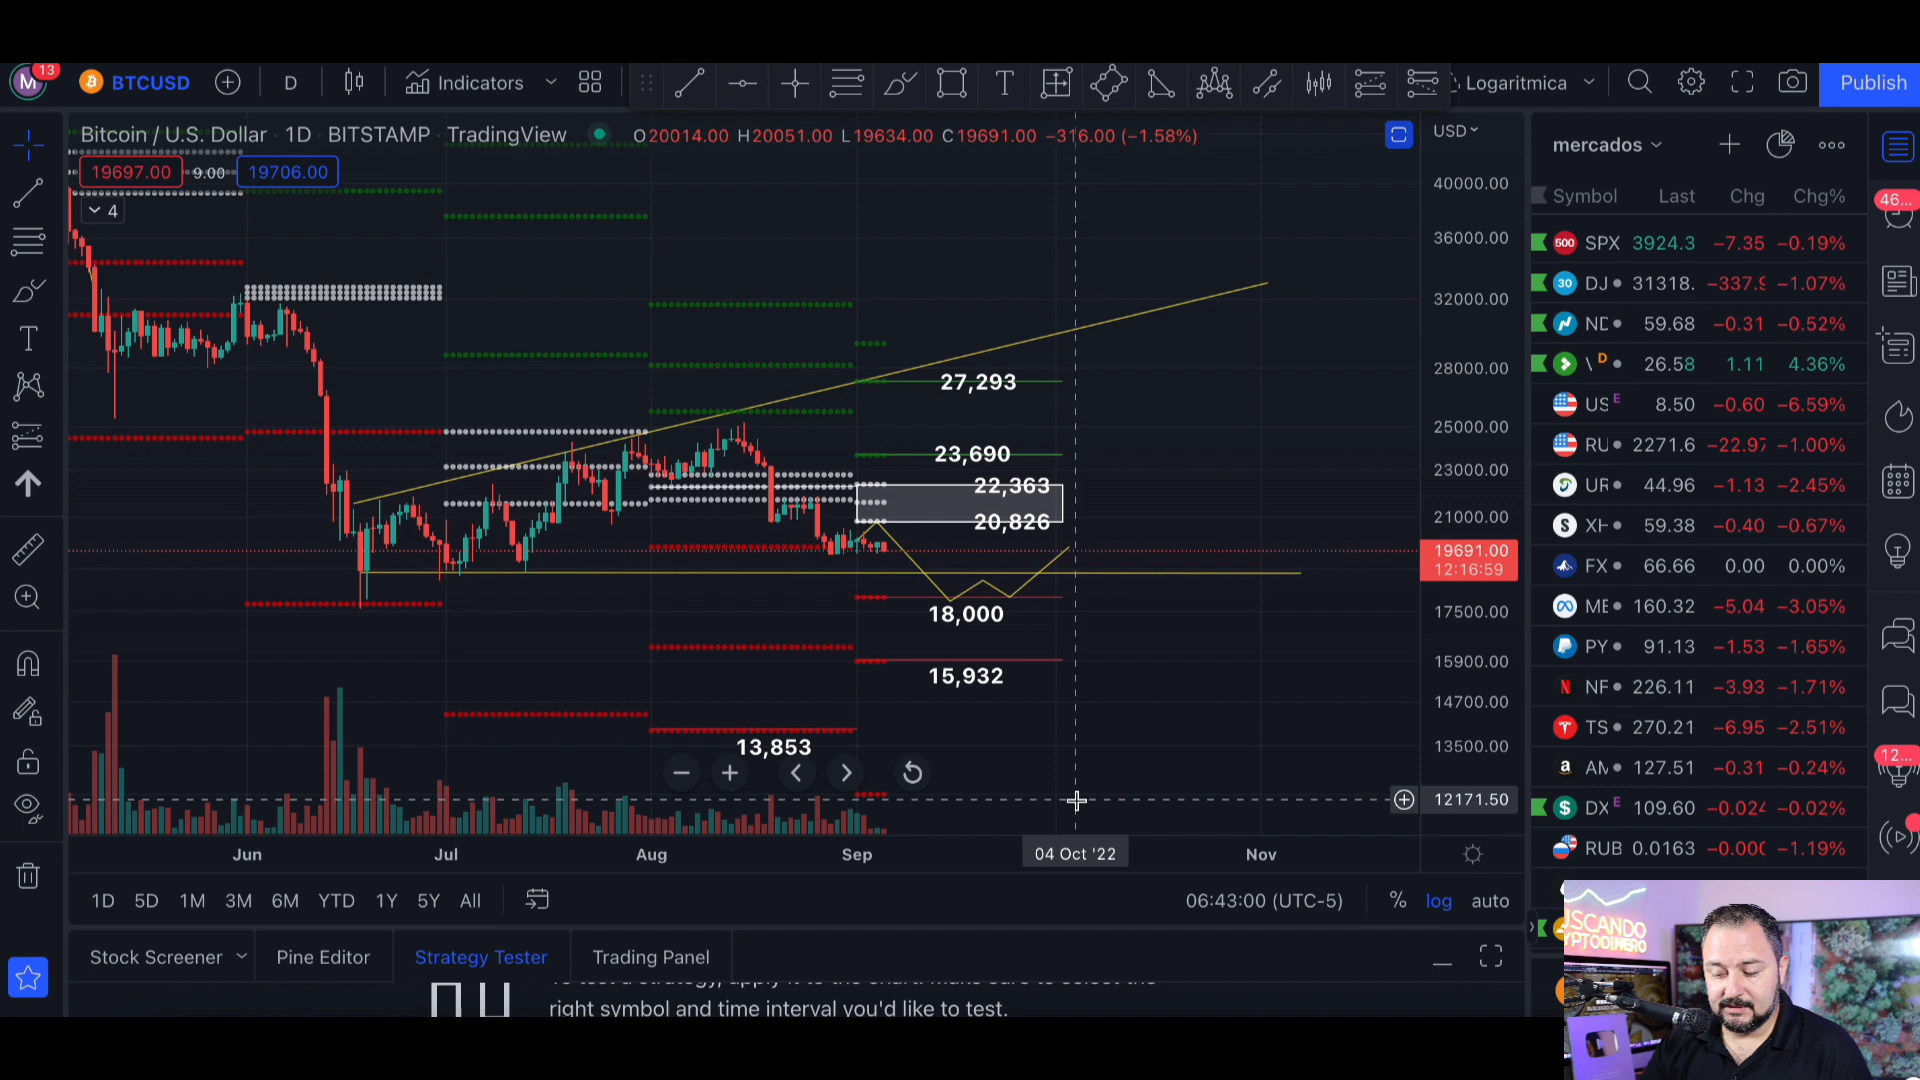 M 13 BTCUSD D Indicators Logaritmica Publish
Bitcoin / U.S. Dollar · 1D · BITSTAMP · TradingView O20014.00 H20051.00 L19634.00 C19691.00 −316.00 (−1.58%)
19697.00 9.00 19706.00
4
USD
40000.00
36000.00
32000.00
28000.00
25000.00
23000.00
21000.00
19691.00
12:16:59
17500.00
15900.00
14700.00
13500.00
12171.50
27,293
23,690
22,363
20,826
18,000
15,932
13,853
Jun Jul Aug Sep 04 Oct '22 Nov
1D 5D 1M 3M 6M YTD 1Y 5Y All 06:43:00 (UTC-5) % log auto
Stock Screener Pine Editor Strategy Tester Trading Panel
right symbol and time interval you'd like to test.
mercados
Symbol Last Chg Chg%
500 SPX 3924.3 −7.35 −0.19%
30 DJ 31318. −337.9 −1.07%
ND 59.68 −0.31 −0.52%
\ D 26.58 1.11 4.36%
US E 8.50 −0.60 −6.59%
RU 2271.6 −22.97 −1.00%
UR 44.96 −1.13 −2.45%
XH 59.38 −0.40 −0.67%
FX 66.66 0.00 0.00%
ME 160.32 −5.04 −3.05%
PY 91.13 −1.53 −1.65%
NF 226.11 −3.93 −1.71%
TS 270.21 −6.95 −2.51%
AM 127.51 −0.31 −0.24%
DX E 109.60 −0.024 −0.02%
RUB 0.0163 −0.000 −1.19%
46...
12...
USCANDO
YPTODINERO